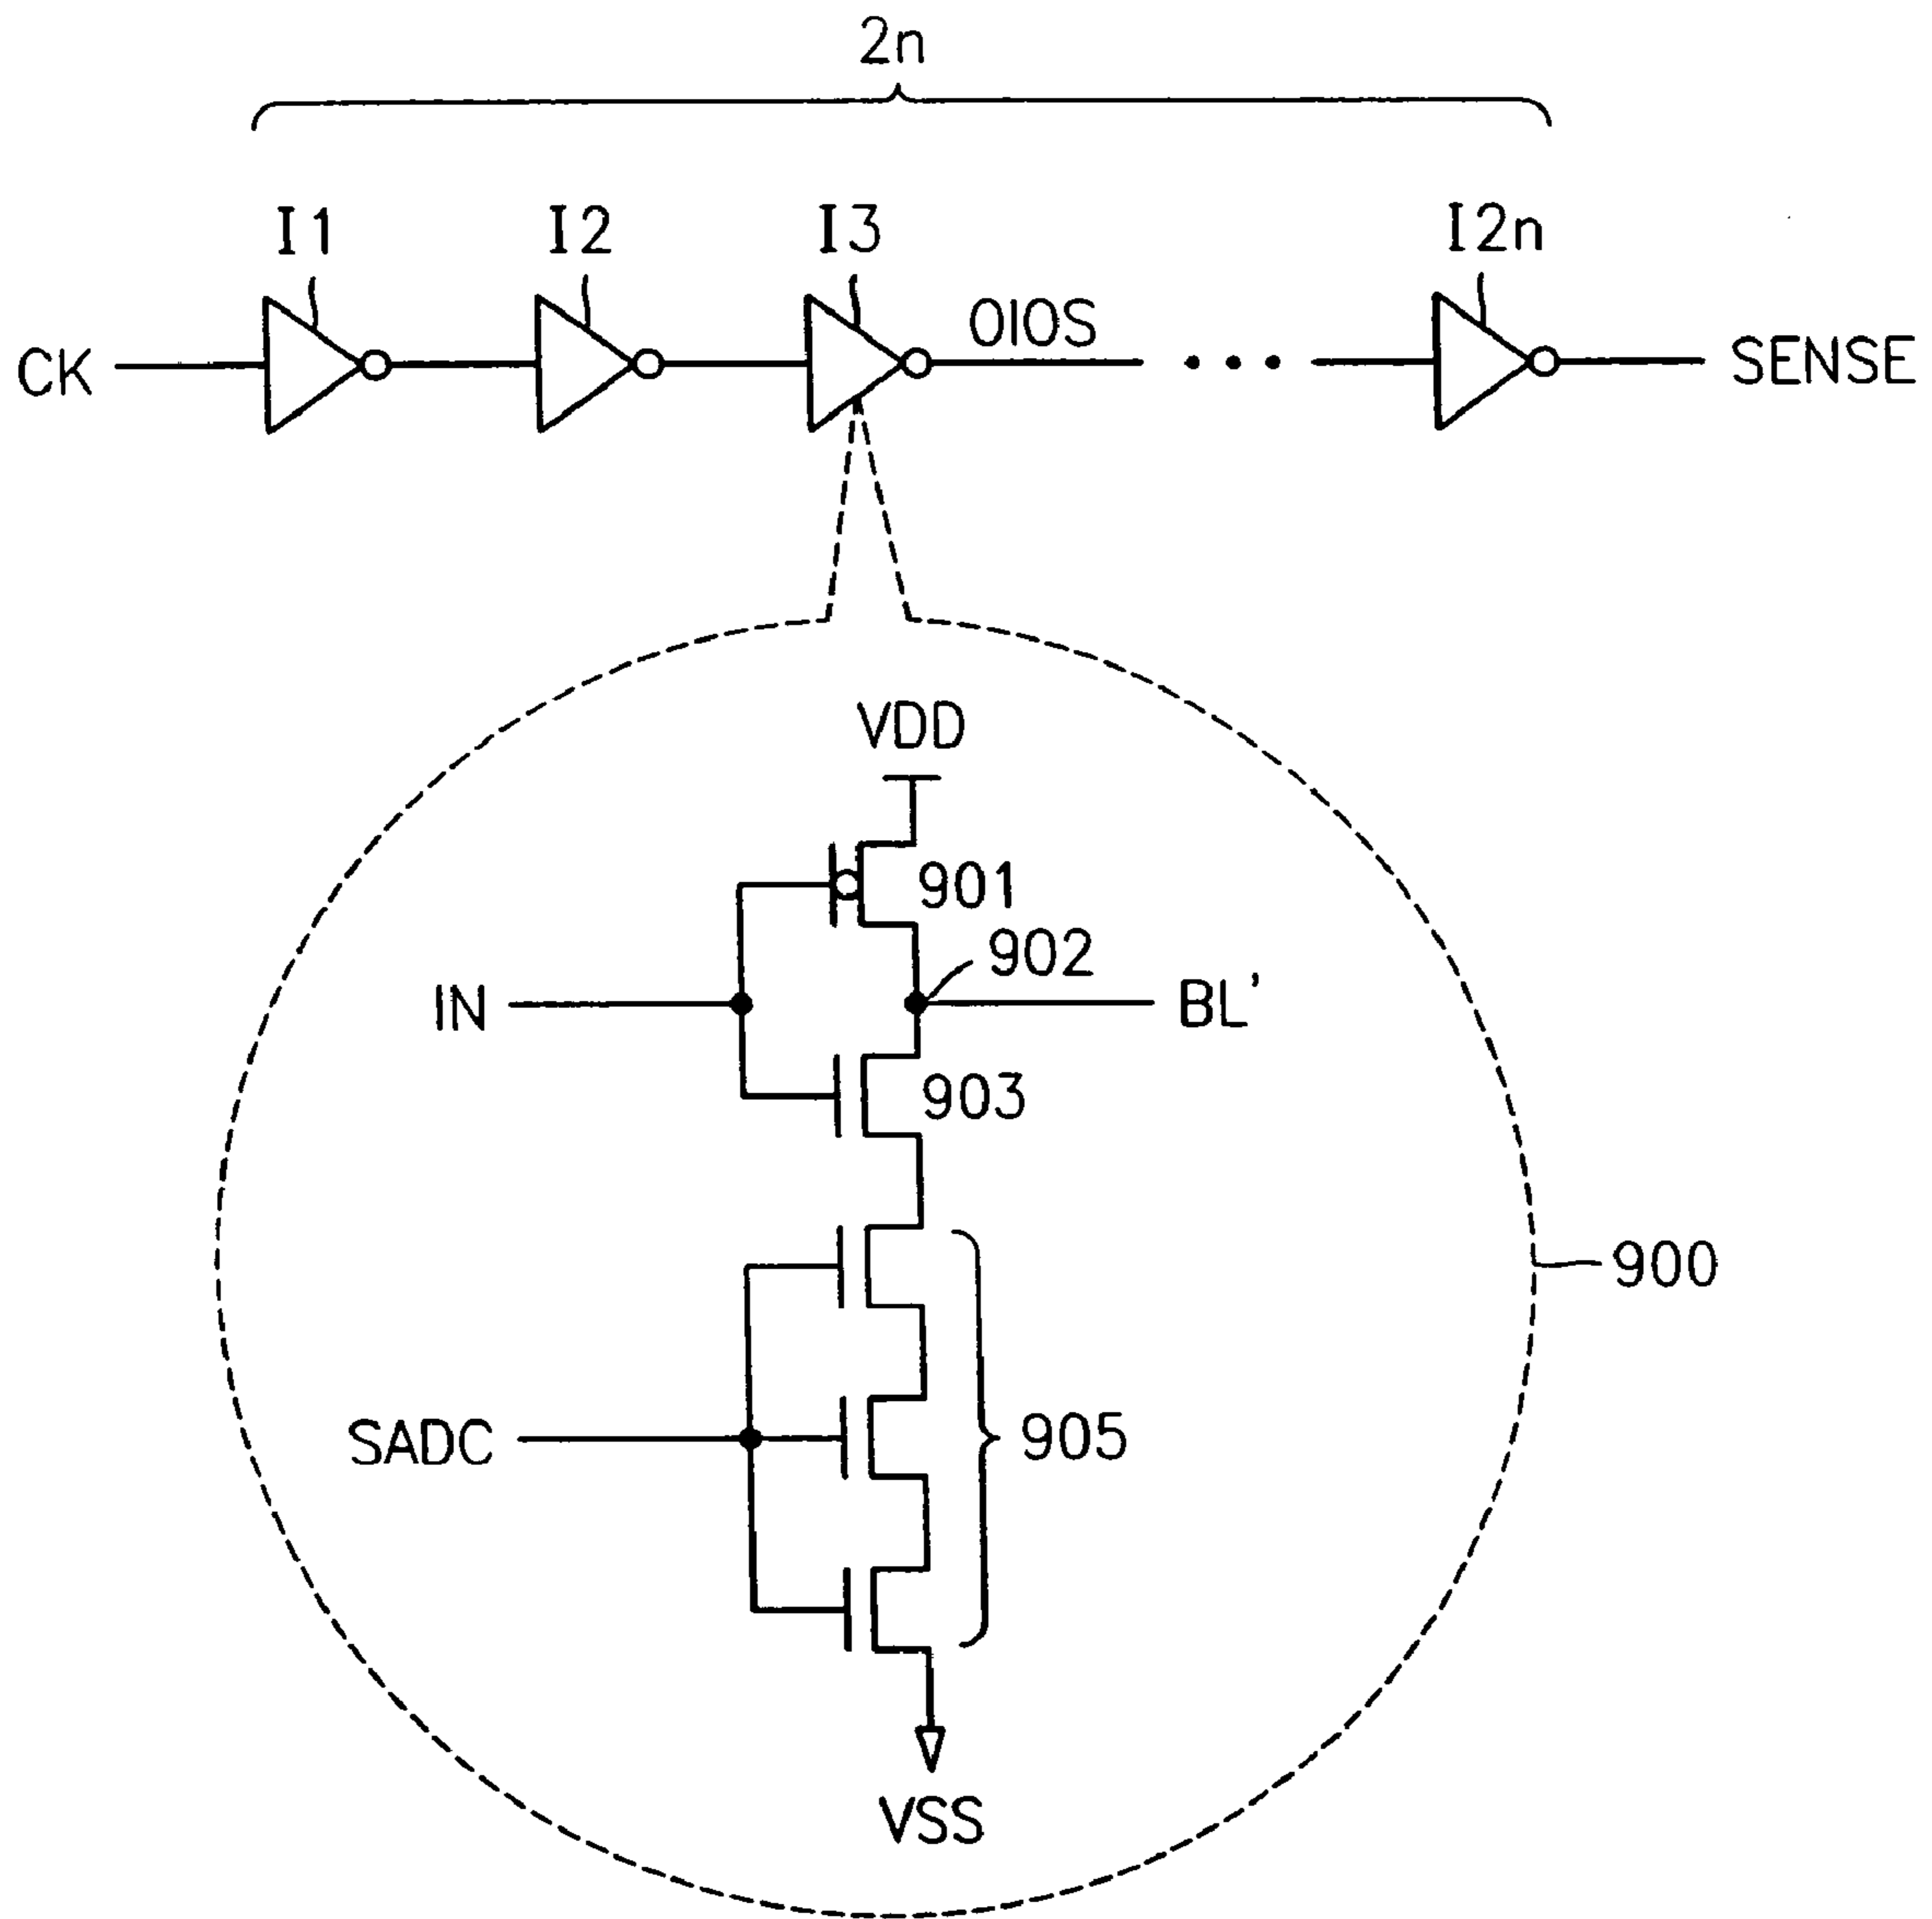 2n
I1 I2 I3 I2n
CK OIOS SENSE
VDD
901
902
IN BL'
903
900
SADC 905
VSS